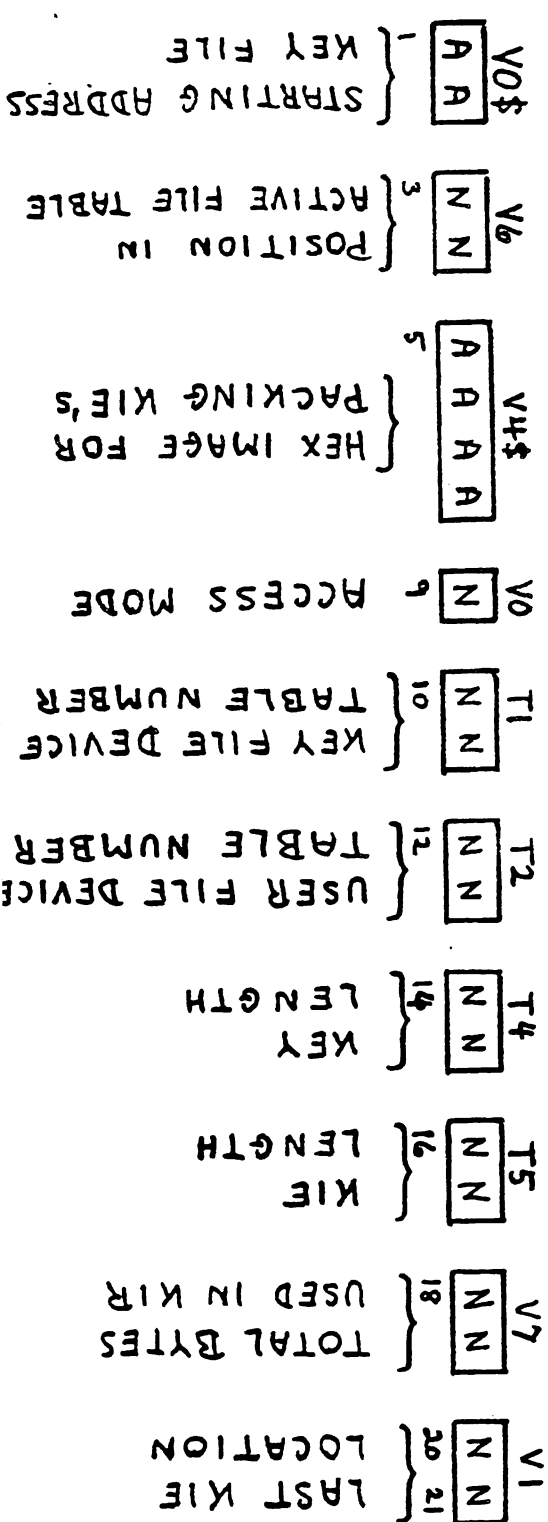 V0$
A A
1
STARTING ADDRESS
KEY FILE
V6
N N
3
POSITION IN
ACTIVE FILE TABLE
V4$
A A A A
5
HEX IMAGE FOR
PACKING KIE'S
V0
N
9
ACCESS MODE
T1
N N
10
KEY FILE DEVICE
TABLE NUMBER
T2
N N
12
USER FILE DEVICE
TABLE NUMBER
T4
N N
14
KEY
LENGTH
T5
N N
16
KIE
LENGTH
V7
N N
18
TOTAL BYTES
USED IN KIR
V1
N N
20 21
LAST KIE
LOCATION